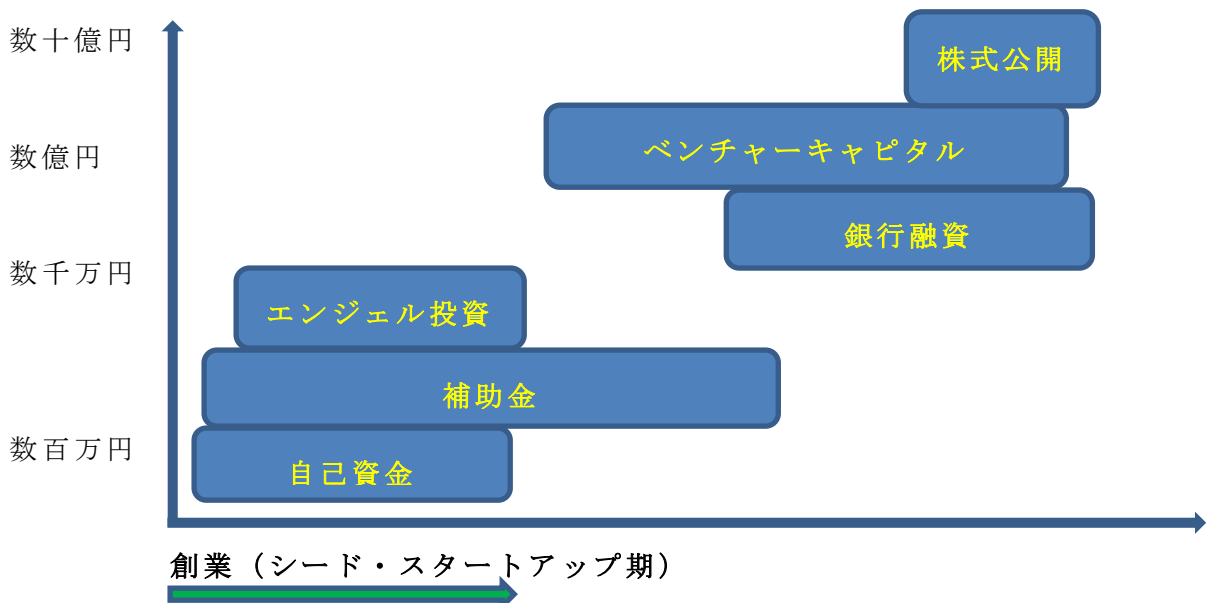 数十億円
株式公開
数億円
ベンチャーキャピタル
銀行融資
数千万円
エンジェル投資
補助金
数百万円
自己資金
創業（シード・スタートアップ期）